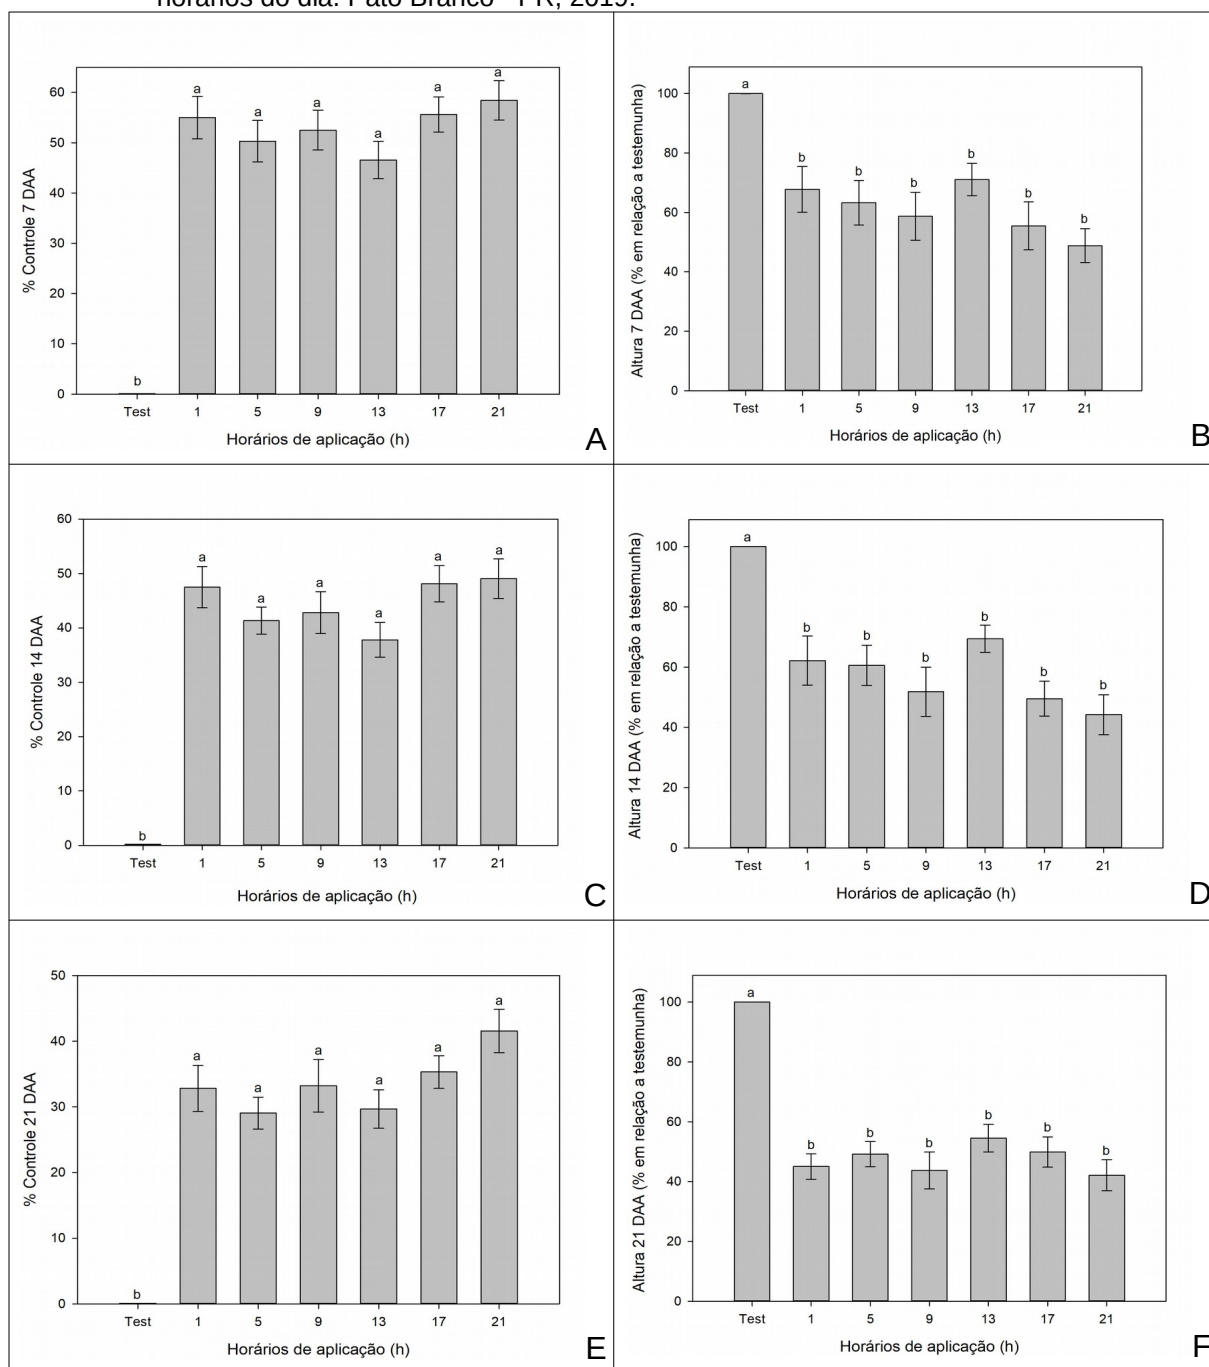 horários do dia. Pato Branco - PR, 2019.
% Controle 7 DAA
60
50
40
30
20
10
0
b
a
a
a
a
a
a
Test 1 5 9 13 17 21
Horários de aplicação (h)
A
Altura 7 DAA (% em relação a testemunha)
100
80
60
40
20
0
a
b
b
b
b
b
b
Test 1 5 9 13 17 21
Horários de aplicação (h)
B
% Controle 14 DAA
60
50
40
30
20
10
0
b
a
a
a
a
a
a
Test 1 5 9 13 17 21
Horários de aplicação (h)
C
Altura 14 DAA (% em relação a testemunha)
100
80
60
40
20
0
a
b
b
b
b
b
b
Test 1 5 9 13 17 21
Horários de aplicação (h)
D
% Controle 21 DAA
50
40
30
20
10
0
b
a
a
a
a
a
a
Test 1 5 9 13 17 21
Horários de aplicação (h)
E
Altura 21 DAA (% em relação a testemunha)
100
80
60
40
20
0
a
b
b
b
b
b
b
Test 1 5 9 13 17 21
Horários de aplicação (h)
F